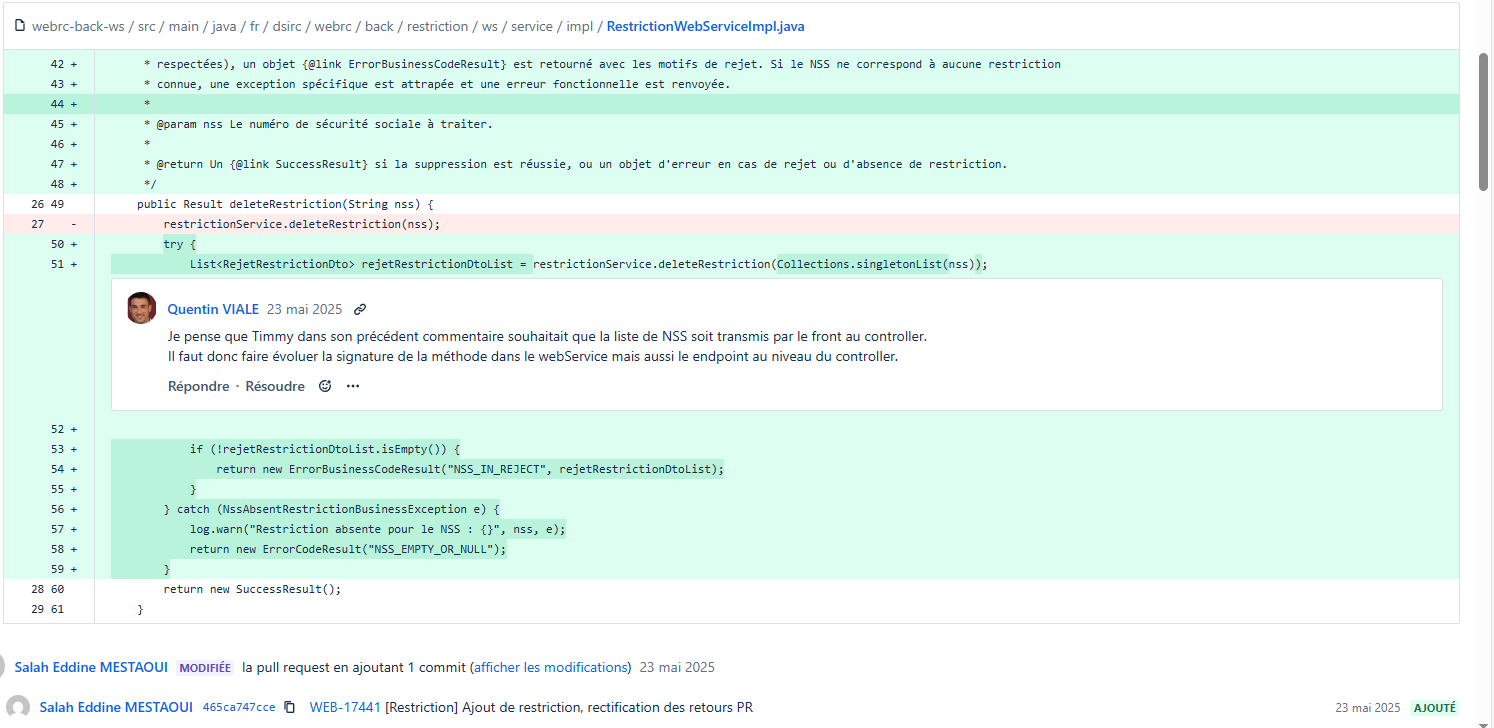 webrc-back-ws / src / main / java / fr / dsirc / webrc / back / restriction / ws / service / impl / RestrictionWebServiceImpl.java
42 + * respectées), un objet {@link ErrorBusinessCodeResult} est retourné avec les motifs de rejet. Si le NSS ne correspond à aucune restriction
43 + * connue, une exception spécifique est attrapée et une erreur fonctionnelle est renvoyée.
44 + *
45 + * @param nss Le numéro de sécurité sociale à traiter.
46 + *
47 + * @return Un {@link SuccessResult} si la suppression est réussie, ou un objet d'erreur en cas de rejet ou d'absence de restriction.
48 + */
26 49 public Result deleteRestriction(String nss) {
27 - restrictionService.deleteRestriction(nss);
50 + try {
51 + List<RejetRestrictionDto> rejetRestrictionDtoList = restrictionService.deleteRestriction(Collections.singletonList(nss));
Quentin VIALE 23 mai 2025
Je pense que Timmy dans son précédent commentaire souhaitait que la liste de NSS soit transmis par le front au controller.
Il faut donc faire évoluer la signature de la méthode dans le webService mais aussi le endpoint au niveau du controller.
Répondre · Résoudre
52 +
53 + if (!rejetRestrictionDtoList.isEmpty()) {
54 + return new ErrorBusinessCodeResult("NSS_IN_REJECT", rejetRestrictionDtoList);
55 + }
56 + } catch (NssAbsentRestrictionBusinessException e) {
57 + log.warn("Restriction absente pour le NSS : {}", nss, e);
58 + return new ErrorCodeResult("NSS_EMPTY_OR_NULL");
59 + }
28 60 return new SuccessResult();
29 61 }
Salah Eddine MESTAOUI MODIFIÉE la pull request en ajoutant 1 commit (afficher les modifications) 23 mai 2025
Salah Eddine MESTAOUI 465ca747cce WEB-17441 [Restriction] Ajout de restriction, rectification des retours PR 23 mai 2025 AJOUTÉ